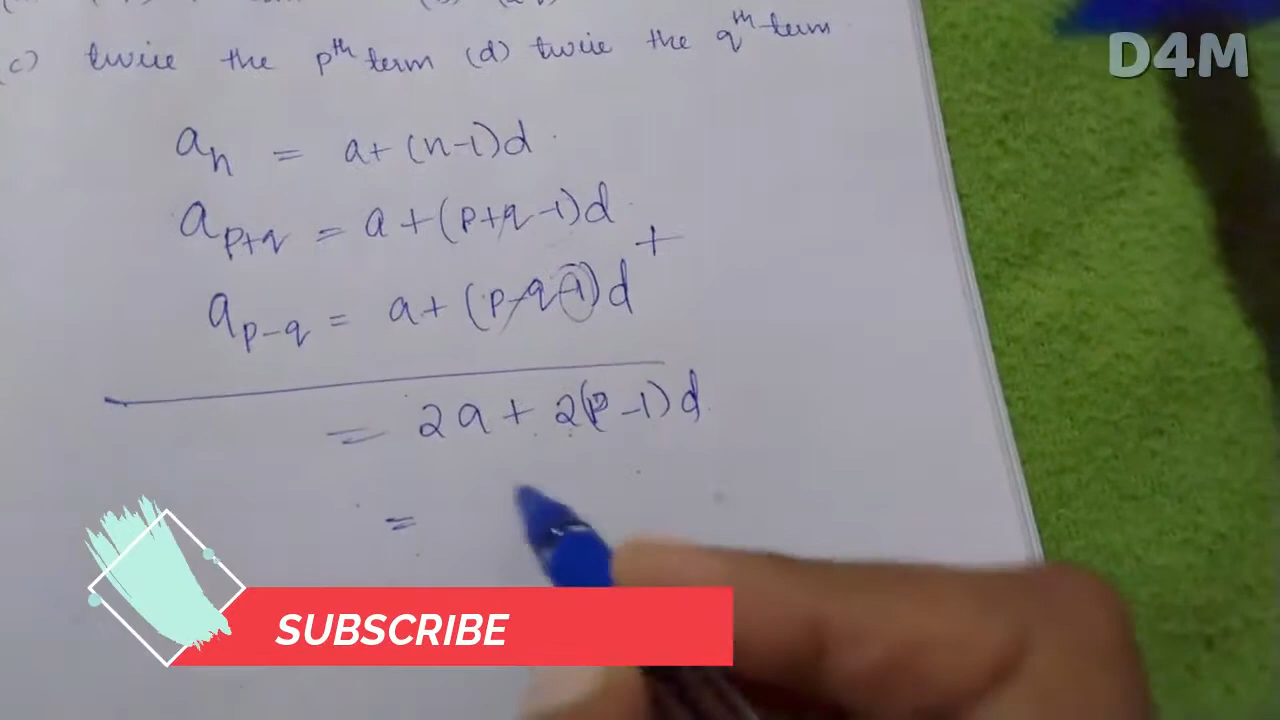 D4M
(c) twice the pth term (d) twice the qth term
an = a+(n-1)d
ap+q = a+(p+q-1)d
+
ap-q = a+(p-q-1)d
= 2a+ 2(p-1)d
=
SUBSCRIBE